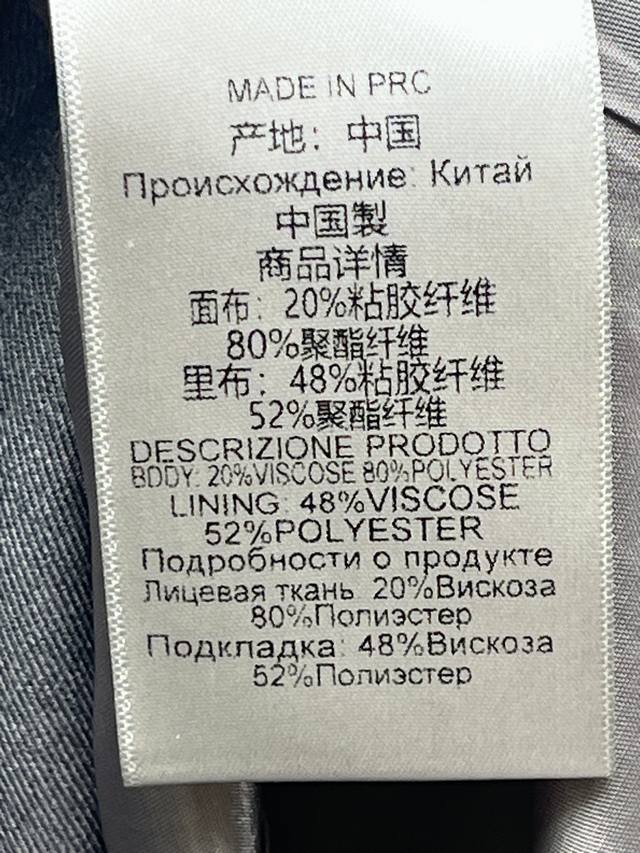 MADE IN PRC
产地：中国
Происхождение: Китай
中国製
商品详情
面布：20%粘胶纤维
80%聚酯纤维
里布：48%粘胶纤维
52%聚酯纤维
DESCRIZIONE PRODOTTO
BODY: 20%VISCOSE 80%POLYESTER
LINING: 48%VISCOSE
52%POLYESTER
Подробности о продукте
Лицевая ткань 20%Вискоза
80%Полиэстер
Подкладка: 48%Вискоза
52%Полиэстер